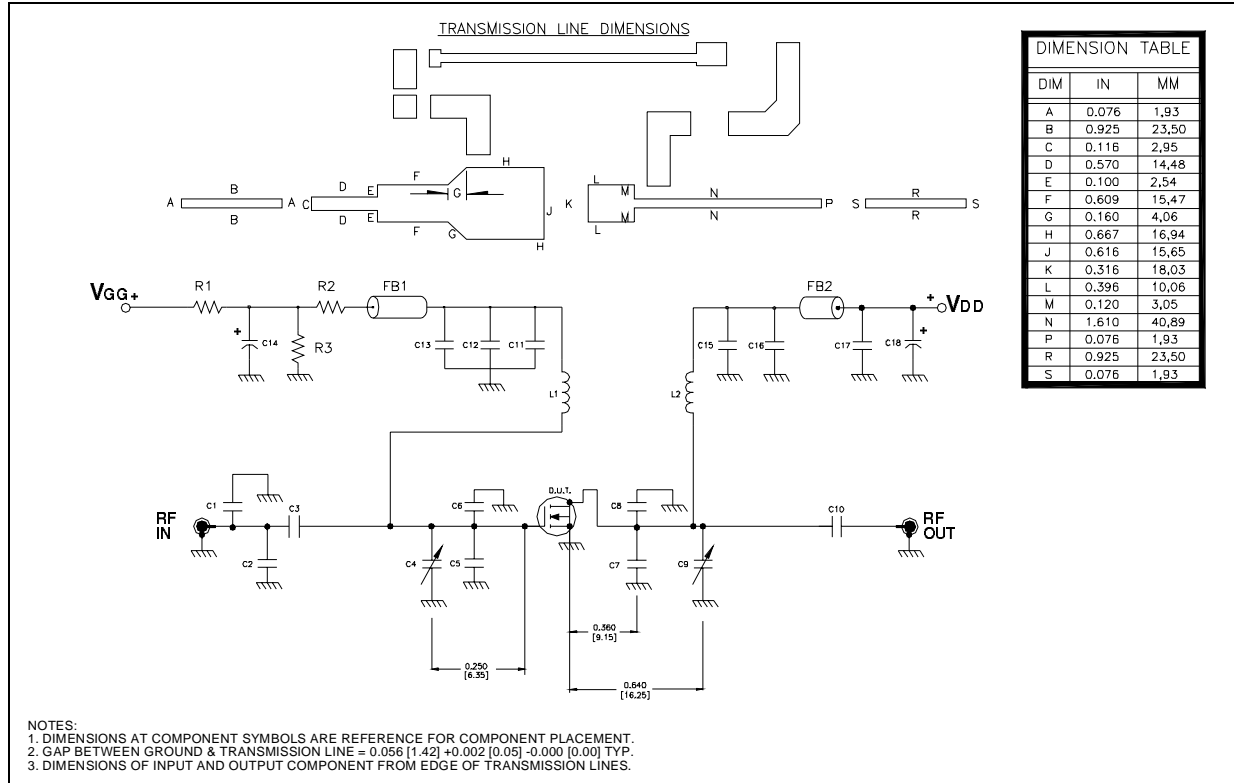 TRANSMISSION LINE DIMENSIONS
DIMENSION TABLE
DIM IN MM
A 0.076 1,93
B 0.925 23,50
C 0.116 2,95
D 0.570 14,48
E 0.100 2,54
F 0.609 15,47
G 0.160 4,06
H 0.667 16,94
J 0.616 15,65
K 0.316 18,03
L 0.396 10,06
M 0.120 3,05
N 1.610 40,89
P 0.076 1,93
R 0.925 23,50
S 0.076 1,93
H
B D E F G L M N R
A A C J K P S S
B D E F G H L M N R
VGG+ R1 R2 FB1 FB2 + VDD
+ C14 R3 C13 C12 C11 C15 C16 C17 C18 +
L1 L2
C1 C3 C6 D.U.T. C8 C10
RF IN
RF OUT
C2 C4 C5 C7 C9
0.360
[9.15]
0.250
[6.35]
0.640
[16.25]
NOTES:
1. DIMENSIONS AT COMPONENT SYMBOLS ARE REFERENCE FOR COMPONENT PLACEMENT.
2. GAP BETWEEN GROUND & TRANSMISSION LINE = 0.056 [1.42] +0.002 [0.05] -0.000 [0.00] TYP.
3. DIMENSIONS OF INPUT AND OUTPUT COMPONENT FROM EDGE OF TRANSMISSION LINES.